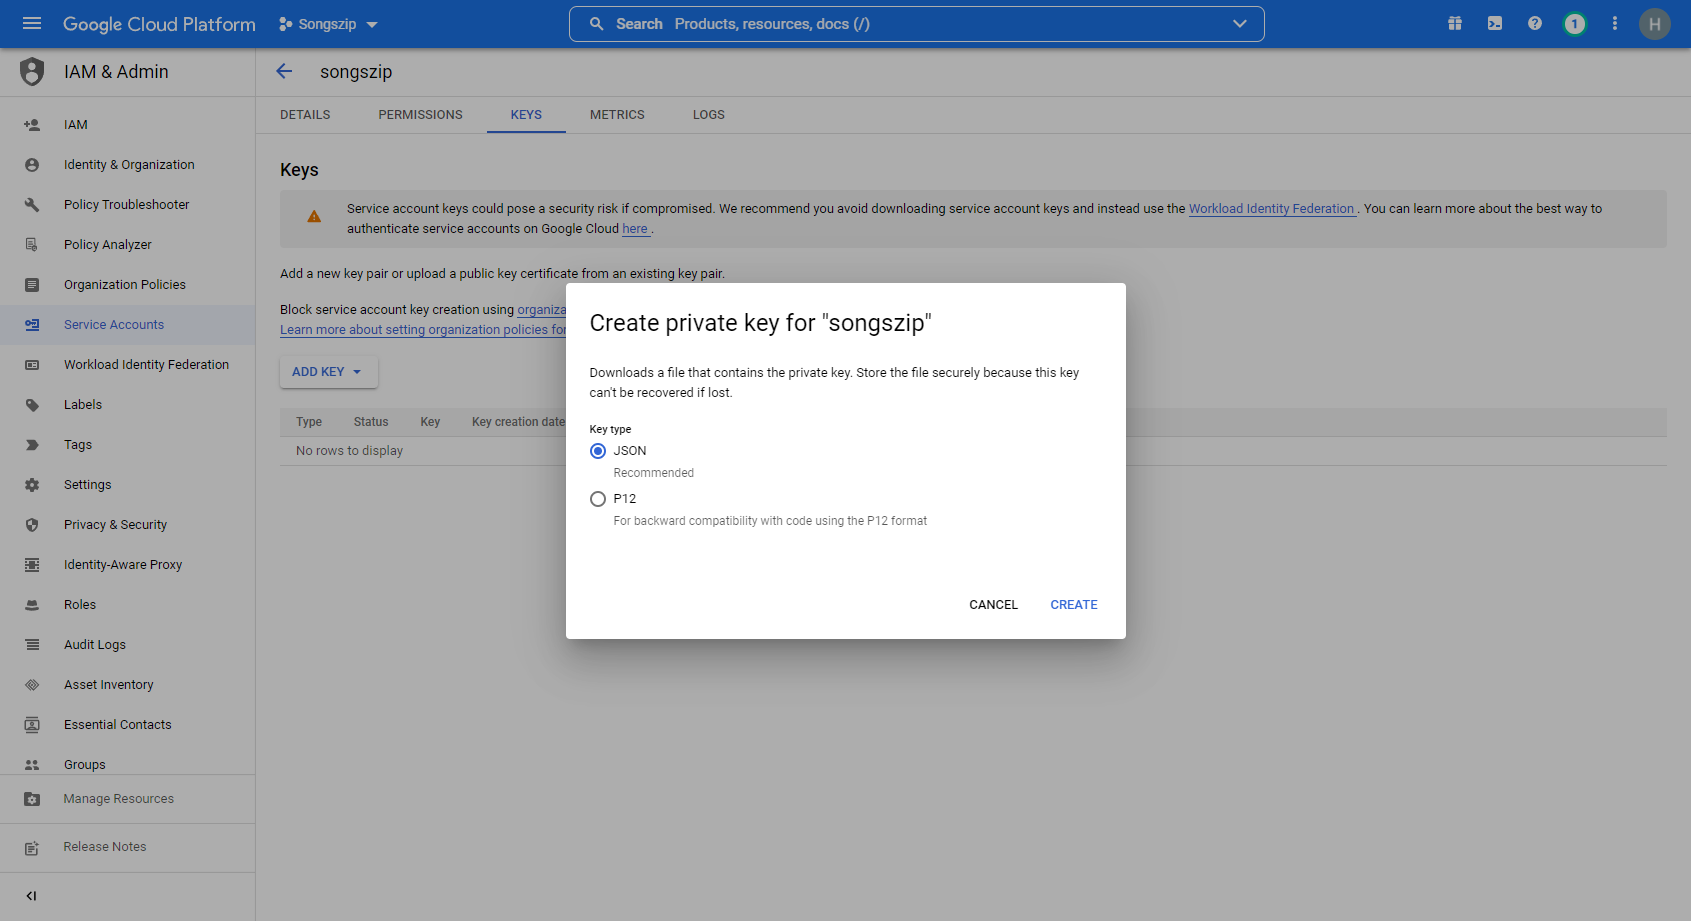 Google Cloud Platform
Songszip
Search Products, resources, docs (/)
1
H
IAM & Admin
songszip
DETAILS
PERMISSIONS
KEYS
METRICS
LOGS
IAM
Identity & Organization
Policy Troubleshooter
Policy Analyzer
Organization Policies
Service Accounts
Workload Identity Federation
Labels
Tags
Settings
Privacy & Security
Identity-Aware Proxy
Roles
Audit Logs
Asset Inventory
Essential Contacts
Groups
Manage Resources
Release Notes
Keys
Service account keys could pose a security risk if compromised. We recommend you avoid downloading service account keys and instead use the Workload Identity Federation . You can learn more about the best way to
authenticate service accounts on Google Cloud here .
Add a new key pair or upload a public key certificate from an existing key pair.
Block service account key creation using organiza
Learn more about setting organization policies for
ADD KEY
Type Status Key Key creation date
No rows to display
Create private key for "songszip"
Downloads a file that contains the private key. Store the file securely because this key
can't be recovered if lost.
Key type
JSON
Recommended
P12
For backward compatibility with code using the P12 format
CANCEL
CREATE